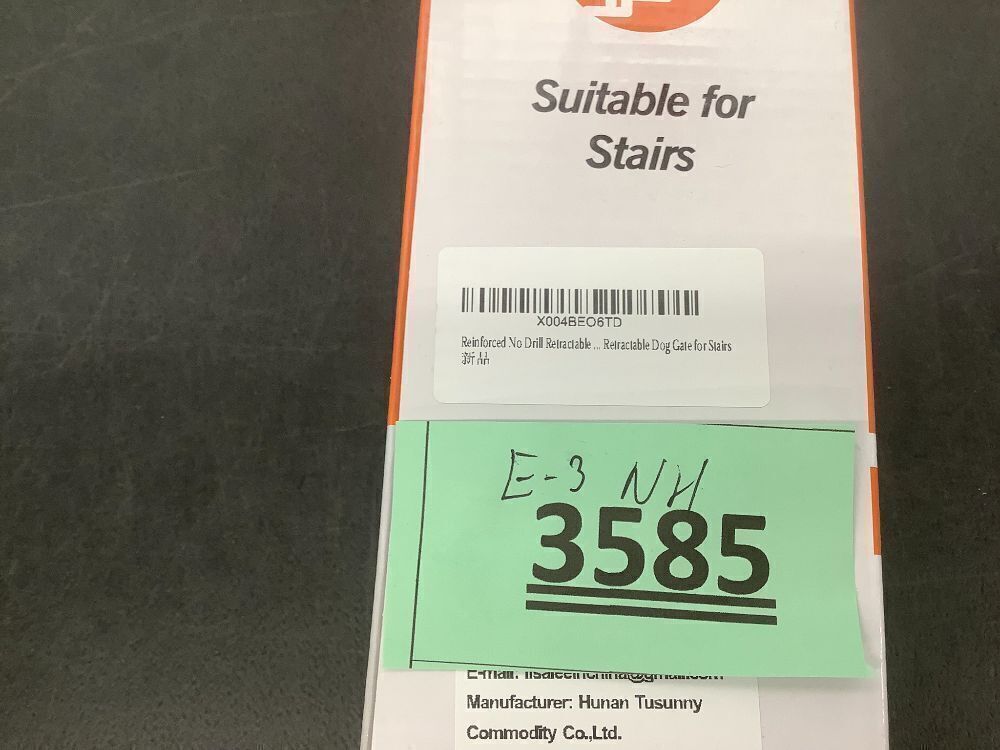 Suitable for
Stairs
X004BEO6TD
Reinforced No Drill Retractable ... Retractable Dog Gate for Stairs
新品
E-3 NH
3585
E-mail:
Manufacturer: Hunan Tusunny
Commodity Co.,Ltd.